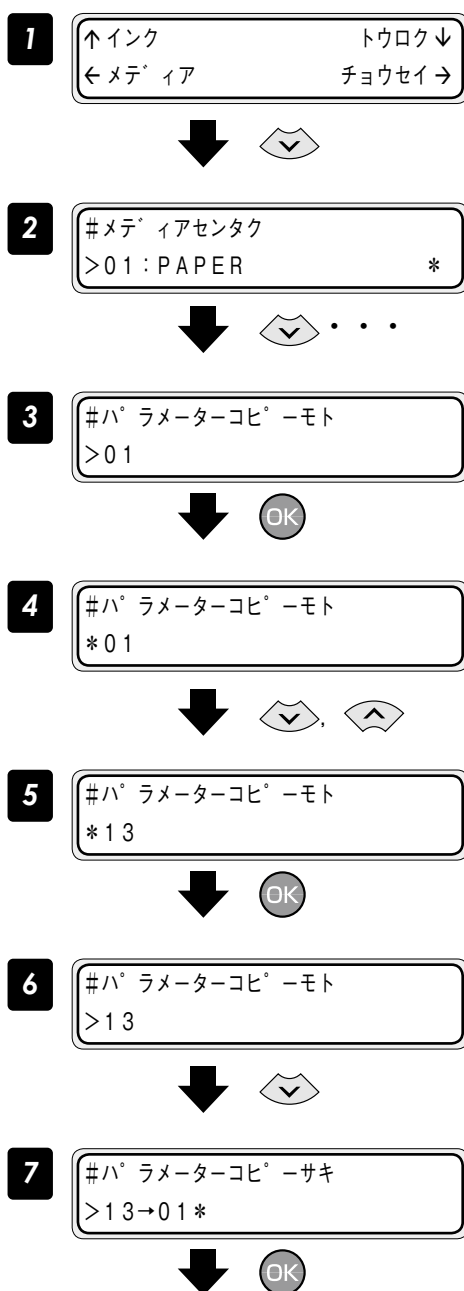 1
↑インク トウロク↓
←メディア チョウセイ→
2
#メディアセンタク
>01:PAPER *
・・・
3
#パラメーターコピーモト
>01
OK
4
#パラメーターコピーモト
*01
,
5
#パラメーターコピーモト
*13
OK
6
#パラメーターコピーモト
>13
7
#パラメーターコピーサキ
>13→01*
OK